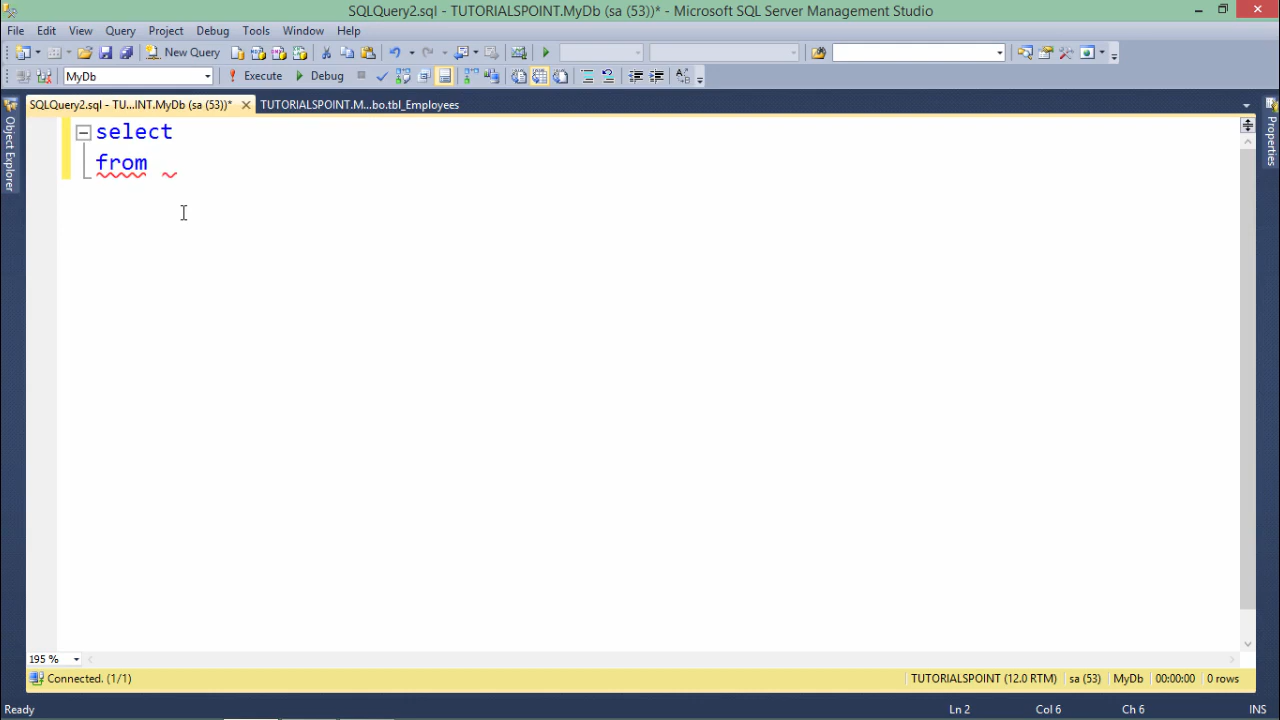 SQLQuery2.sql - TUTORIALSPOINT.MyDb (sa (53))* - Microsoft SQL Server Management Studio
File Edit View Query Project Debug Tools Window Help
New Query
MyDb Execute Debug
SQLQuery2.sql - TU...INT.MyDb (sa (53))* TUTORIALSPOINT.M...bo.tbl_Employees
Object Explorer
Properties
select
from
195 %
Connected. (1/1) TUTORIALSPOINT (12.0 RTM) sa (53) MyDb 00:00:00 0 rows
Ready Ln 2 Col 6 Ch 6 INS